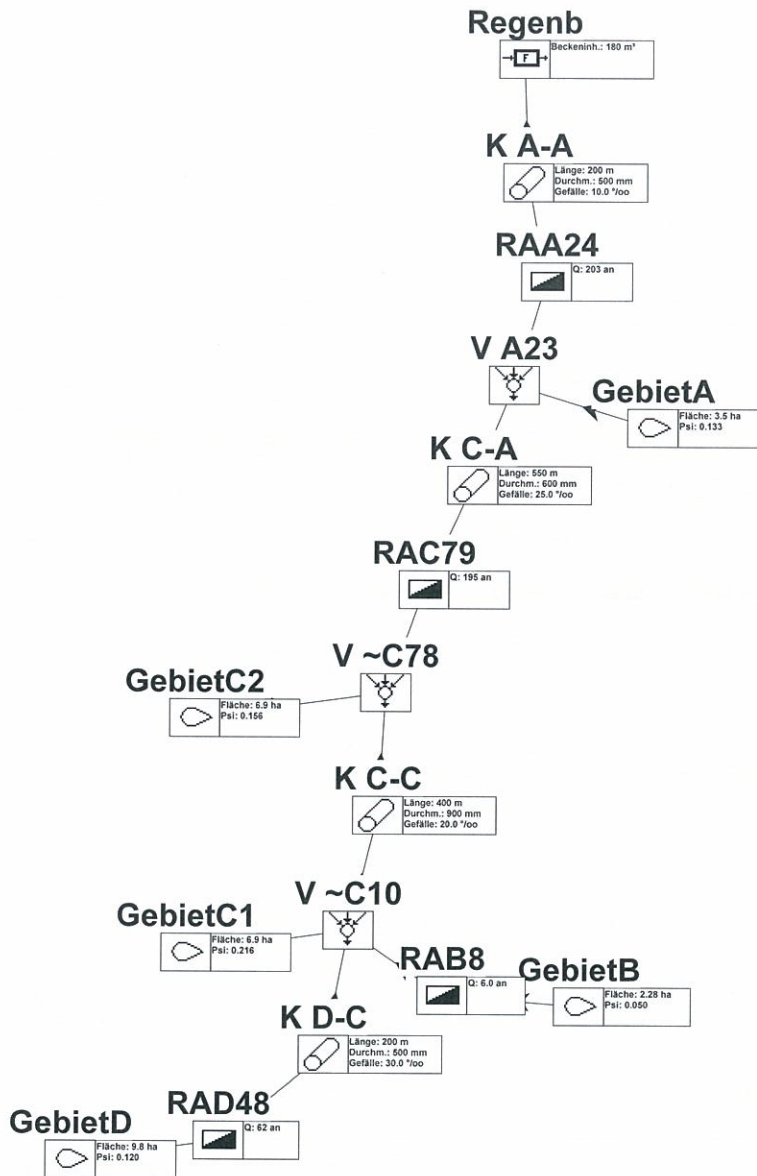 Regenb
F
Beckeninh.: 180 m³
K A-A
Länge: 200 m
Durchm.: 500 mm
Gefälle: 10.0 °/oo
RAA24
Q: 203 an
V A23
GebietA
Fläche: 3.5 ha
Psi: 0.133
K C-A
Länge: 550 m
Durchm.: 600 mm
Gefälle: 25.0 °/oo
RAC79
Q: 195 an
V ~C78
GebietC2
Fläche: 6.9 ha
Psi: 0.156
K C-C
Länge: 400 m
Durchm.: 900 mm
Gefälle: 20.0 °/oo
V ~C10
GebietC1
Fläche: 6.9 ha
Psi: 0.216
RAB8
Q: 6.0 an
GebietB
Fläche: 2.28 ha
Psi: 0.050
K D-C
Länge: 200 m
Durchm.: 500 mm
Gefälle: 30.0 °/oo
RAD48
Q: 62 an
GebietD
Fläche: 9.8 ha
Psi: 0.120